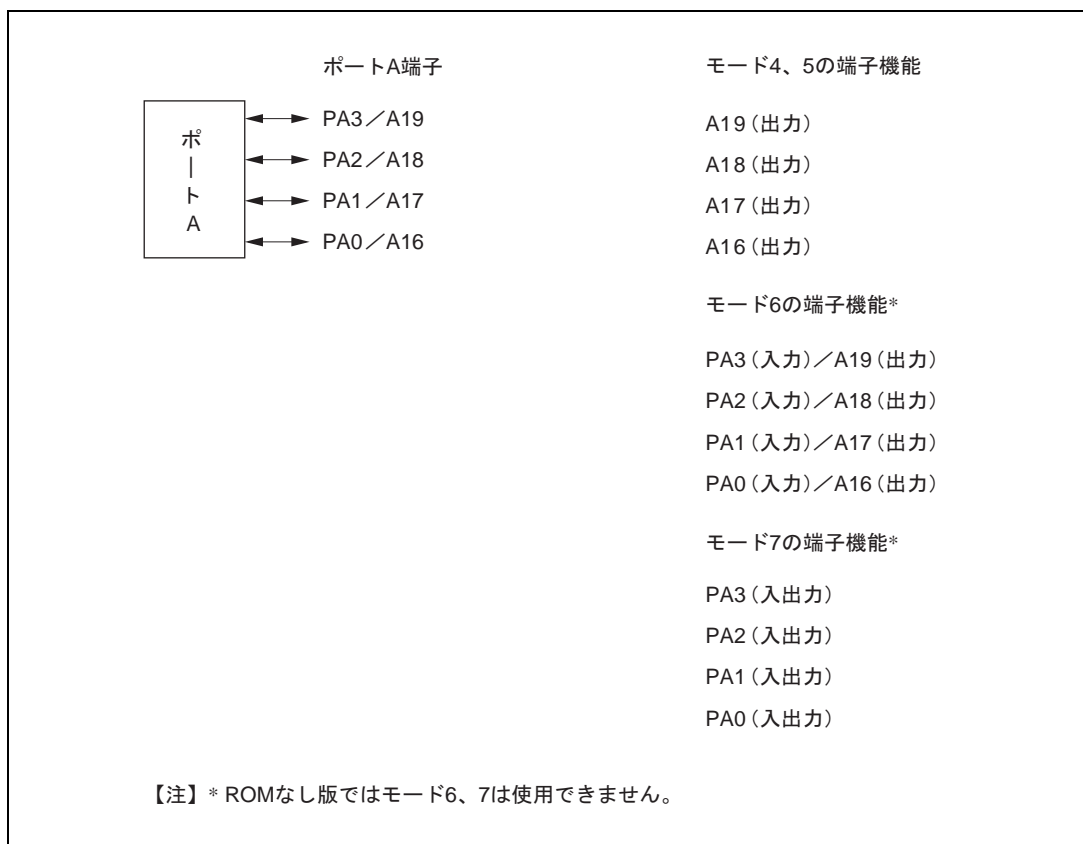 ポートA端子
ポートA
PA3／A19
PA2／A18
PA1／A17
PA0／A16
モード4、5の端子機能
A19（出力）
A18（出力）
A17（出力）
A16（出力）
モード6の端子機能*
PA3（入力）／A19（出力）
PA2（入力）／A18（出力）
PA1（入力）／A17（出力）
PA0（入力）／A16（出力）
モード7の端子機能*
PA3（入出力）
PA2（入出力）
PA1（入出力）
PA0（入出力）
【注】* ROMなし版ではモード6、7は使用できません。